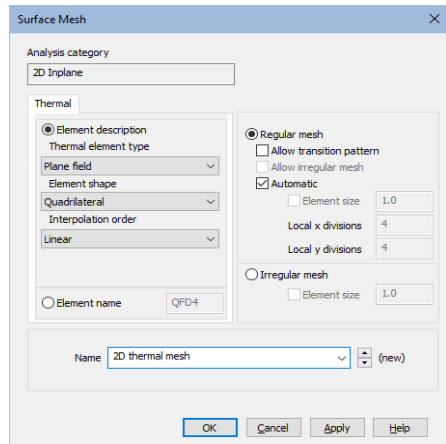 Surface Mesh
Analysis category
2D Inplane
Thermal
Element description
Thermal element type
Plane field
Element shape
Quadrilateral
Interpolation order
Linear
Element name QFD4
Regular mesh
Allow transition pattern
Allow irregular mesh
Automatic
Element size 1.0
Local x divisions 4
Local y divisions 4
Irregular mesh
Element size 1.0
Name 2D thermal mesh (new)
OK Cancel Apply Help